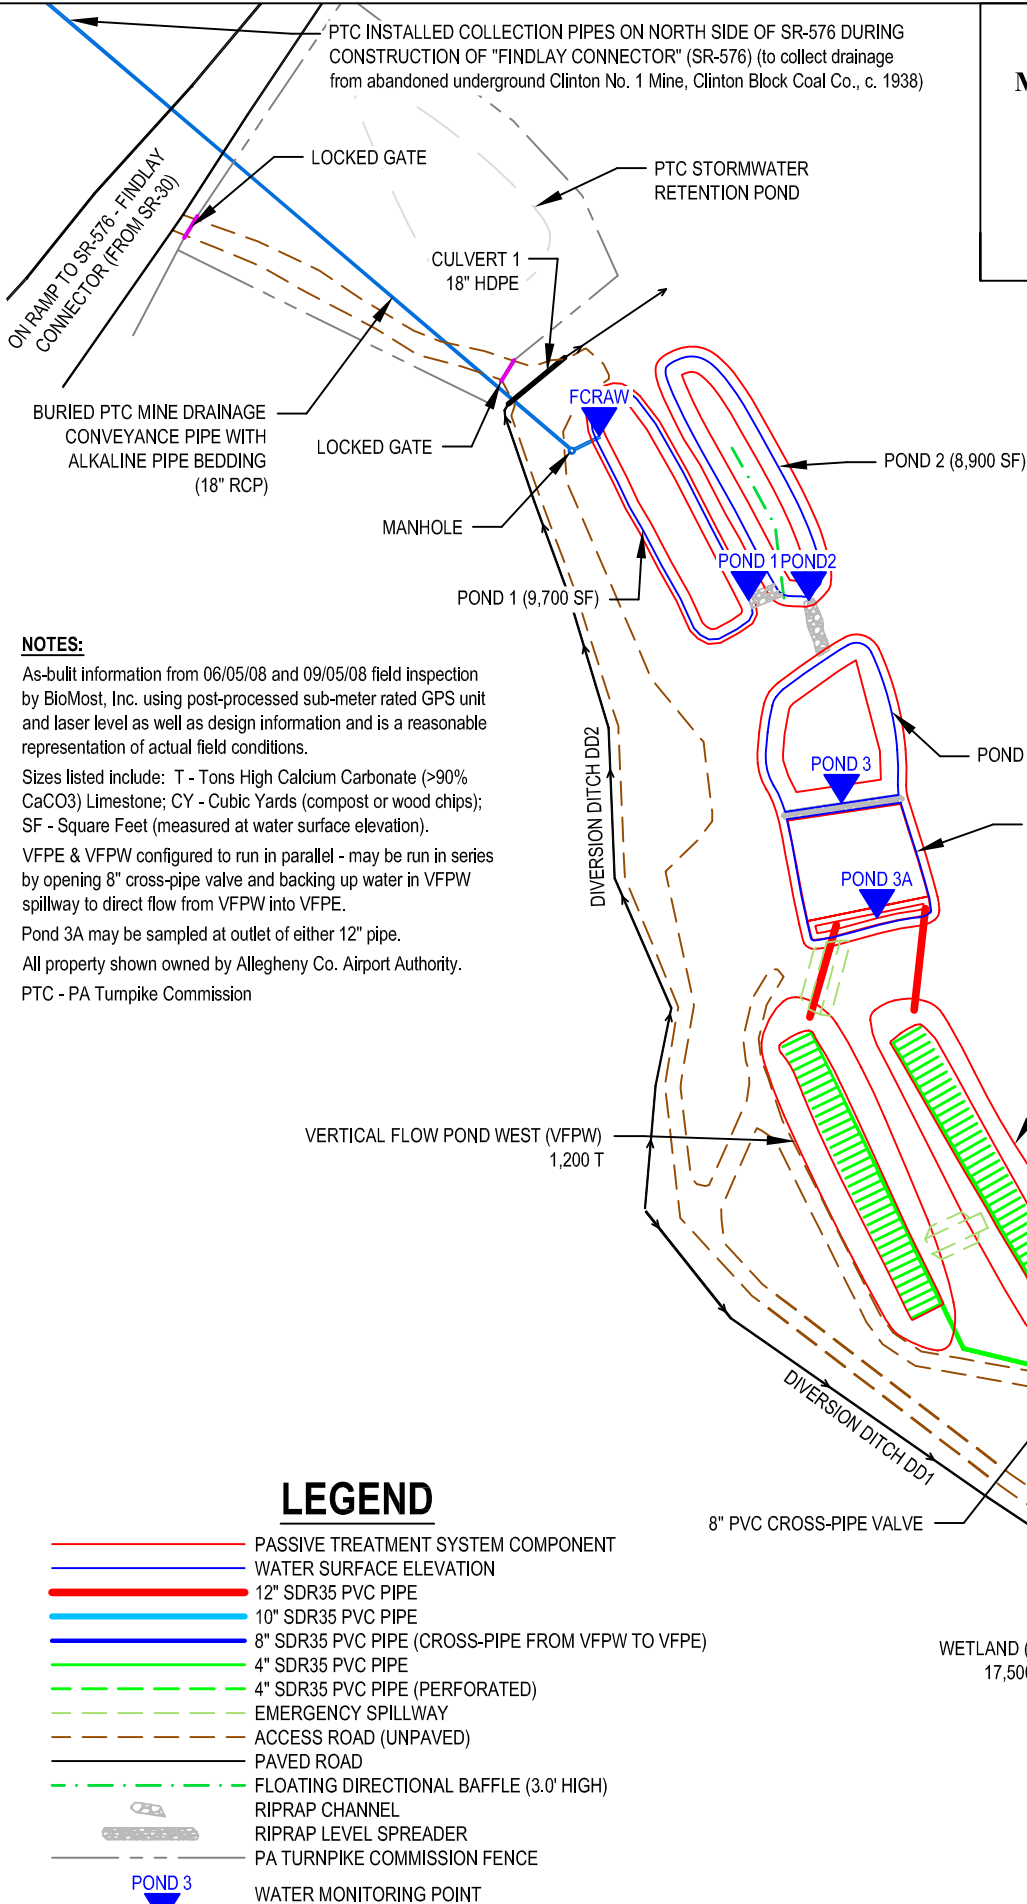 PTC INSTALLED COLLECTION PIPES ON NORTH SIDE OF SR-576 DURING
CONSTRUCTION OF "FINDLAY CONNECTOR" (SR-576) (to collect drainage
from abandoned underground Clinton No. 1 Mine, Clinton Block Coal Co., c. 1938)
M
LOCKED GATE
PTC STORMWATER
RETENTION POND
ON RAMP TO SR-576 - FINDLAY
CONNECTOR (FROM SR-30)
CULVERT 1
18" HDPE
BURIED PTC MINE DRAINAGE
CONVEYANCE PIPE WITH
ALKALINE PIPE BEDDING
(18" RCP)
LOCKED GATE
FCRAW
POND 2 (8,900 SF)
MANHOLE
POND 1
POND2
POND 1 (9,700 SF)
NOTES:
As-bulit information from 06/05/08 and 09/05/08 field inspection
by BioMost, Inc. using post-processed sub-meter rated GPS unit
and laser level as well as design information and is a reasonable
representation of actual field conditions.
Sizes listed include:  T - Tons High Calcium Carbonate (>90%
CaCO3) Limestone; CY - Cubic Yards (compost or wood chips);
SF - Square Feet (measured at water surface elevation).
VFPE & VFPW configured to run in parallel - may be run in series
by opening 8" cross-pipe valve and backing up water in VFPW
spillway to direct flow from VFPW into VFPE.
Pond 3A may be sampled at outlet of either 12" pipe.
All property shown owned by Allegheny Co. Airport Authority.
PTC - PA Turnpike Commission
DIVERSION DITCH DD2
POND
POND 3
POND 3A
VERTICAL FLOW POND WEST (VFPW)
1,200 T
DIVERSION DITCH DD1
8" PVC CROSS-PIPE VALVE
WETLAND (
17,500
LEGEND
PASSIVE TREATMENT SYSTEM COMPONENT
WATER SURFACE ELEVATION
12" SDR35 PVC PIPE
10" SDR35 PVC PIPE
8" SDR35 PVC PIPE (CROSS-PIPE FROM VFPW TO VFPE)
4" SDR35 PVC PIPE
4" SDR35 PVC PIPE (PERFORATED)
EMERGENCY SPILLWAY
ACCESS ROAD (UNPAVED)
PAVED ROAD
FLOATING DIRECTIONAL BAFFLE (3.0' HIGH)
RIPRAP CHANNEL
RIPRAP LEVEL SPREADER
PA TURNPIKE COMMISSION FENCE
POND 3
WATER MONITORING POINT